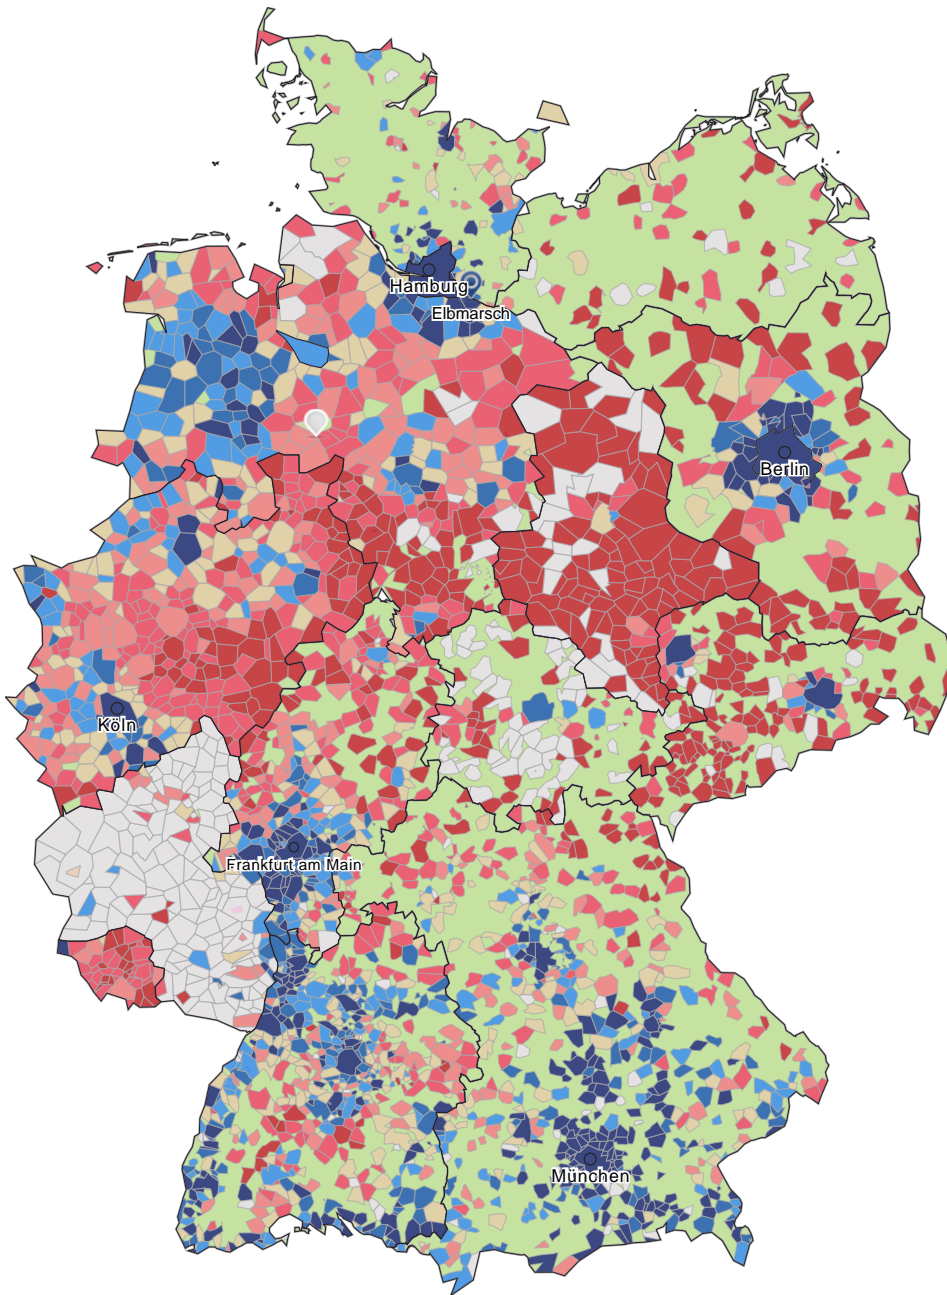 Hamburg
Elbmarsch
Berlin
Köln
Frankfurt am Main
München